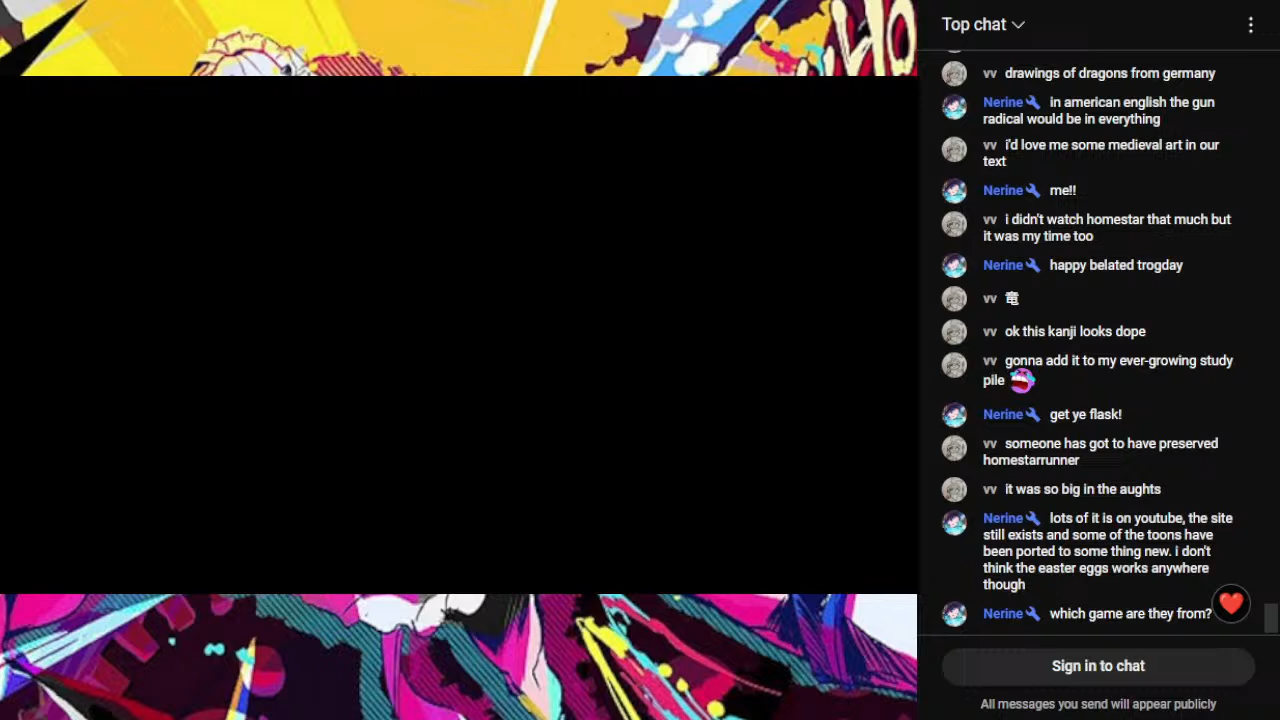 Top chat
vv drawings of dragons from germany
Nerine in american english the gun
radical would be in everything
vv i'd love me some medieval art in our
text
Nerine me!!
vv i didn't watch homestar that much but
it was my time too
Nerine happy belated trogday
vv 竜
vv ok this kanji looks dope
vv gonna add it to my ever-growing study
pile
Nerine get ye flask!
vv someone has got to have preserved
homestarrunner
vv it was so big in the aughts
Nerine lots of it is on youtube, the site
still exists and some of the toons have
been ported to some thing new. i don't
think the easter eggs works anywhere
though
Nerine which game are they from?
Sign in to chat
All messages you send will appear publicly